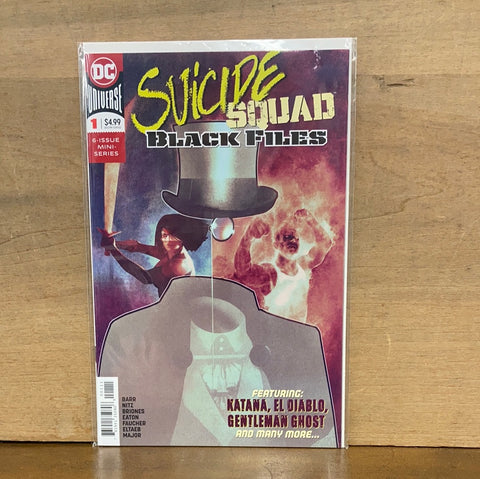 DC
UNIVERSE
1 $4.99
6-ISSUE
MINI-
SERIES
SUICIDE
SQUAD
BLACK FILES
BARR
NITZ
BRIONES
EATON
FAUCHER
ELTAEB
MAJOR
FEATURING:
KATANA, EL DIABLO,
GENTLEMAN GHOST
AND MANY MORE...